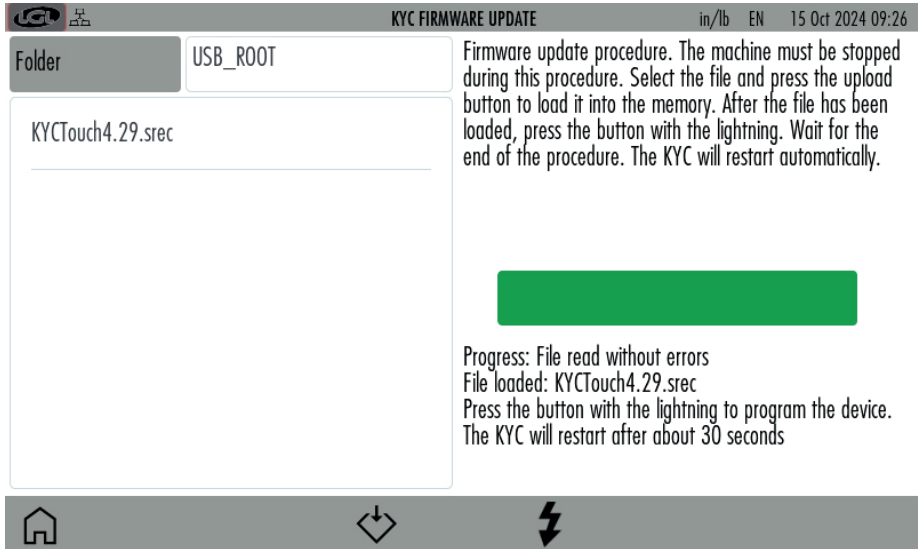 LGL
KYC FIRMWARE UPDATE
in/lb EN 15 Oct 2024 09:26
Folder
USB_ROOT
KYCTouch4.29.srec
Firmware update procedure. The machine must be stopped
during this procedure. Select the file and press the upload
button to load it into the memory. After the file has been
loaded, press the button with the lightning. Wait for the
end of the procedure. The KYC will restart automatically.
Progress: File read without errors
File loaded: KYCTouch4.29.srec
Press the button with the lightning to program the device.
The KYC will restart after about 30 seconds